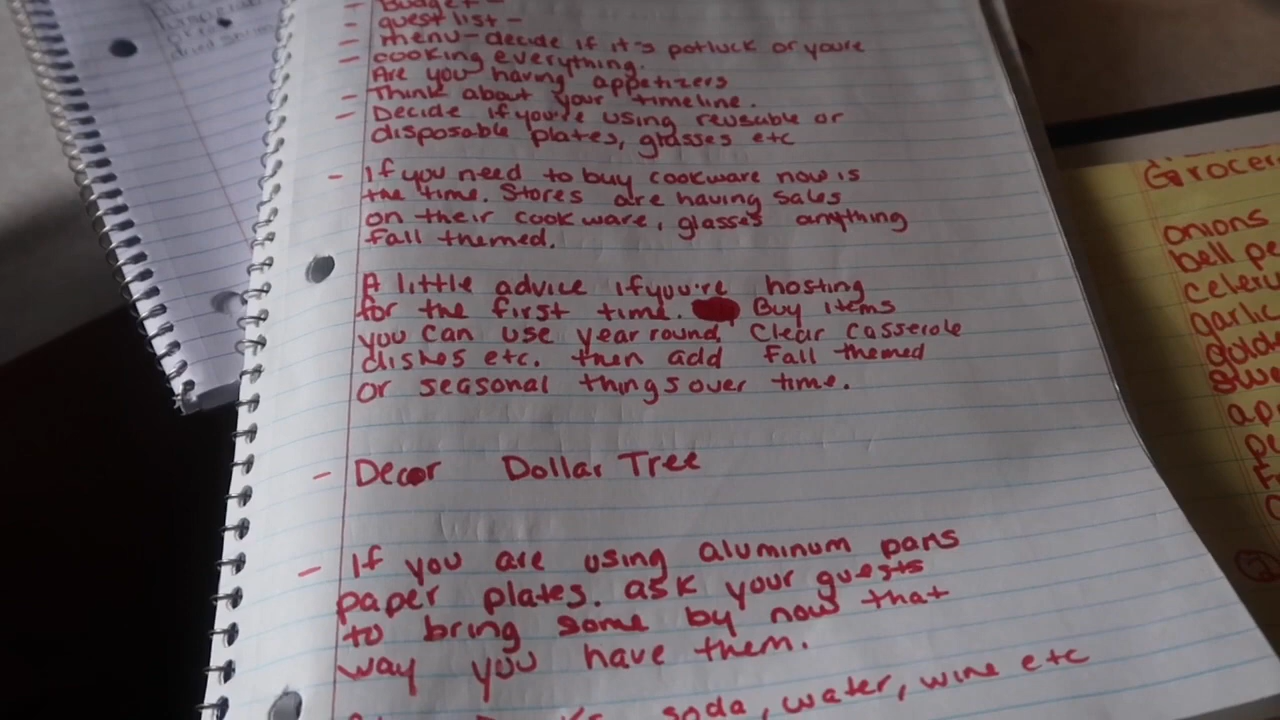 - Budget -
- guest list -
- menu - decide if it's potluck or youre
- cooking everything.
Are you having appetizers
- Think about your timeline.
- Decide if you're using reusable or
disposable plates, glasses etc
- If you need to buy cookware now is
the time. Stores are having sales
on their cookware, glasses anything
fall themed.
A little advice if you're hosting
for the first time. Buy items
you can use year round, Clear Casserole
dishes etc. then add Fall themed
or seasonal things over time.
- Decor Dollar Tree
- If you are using aluminum pans
paper plates. ask your guests
to bring some by now that
way you have them.
soda, water, wine etc
onions
bell pe
celery
garlic